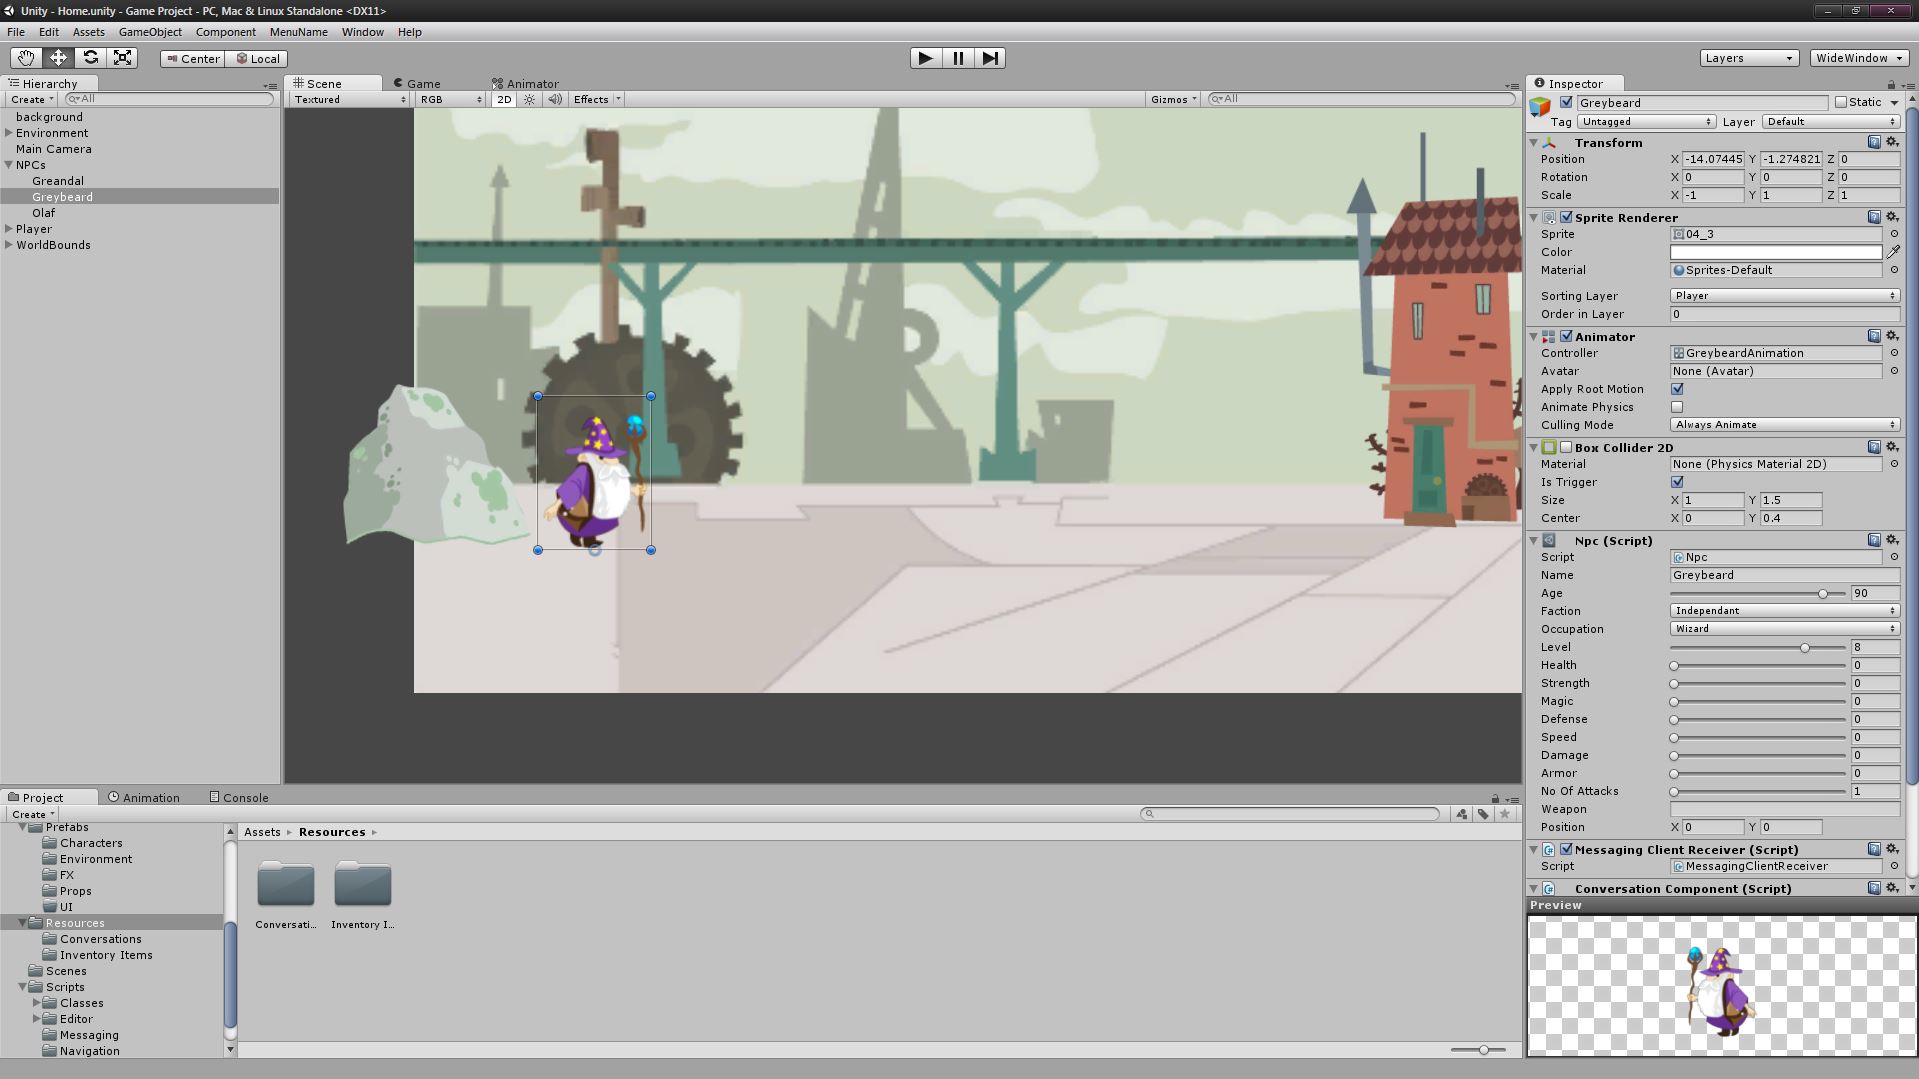 Unity - Home.unity - Game Project - PC, Mac & Linux Standalone <DX11>
File Edit Assets GameObject Component MenuName Window Help
Center Local Layers WideWindow
Hierarchy
Create All
background
Environment
Main Camera
NPCs
Greandal
Greybeard
Olaf
Player
WorldBounds
Scene Game Animator
Textured RGB 2D Effects Gizmos All
Inspector
Greybeard Static
Tag Untagged Layer Default
Transform
Position X -14.07445 Y -1.274821 Z 0
Rotation X 0 Y 0 Z 0
Scale X -1 Y 1 Z 1
Sprite Renderer
Sprite 04_3
Color
Material Sprites-Default
Sorting Layer Player
Order in Layer 0
Animator
Controller GreybeardAnimation
Avatar None (Avatar)
Apply Root Motion
Animate Physics
Culling Mode Always Animate
Box Collider 2D
Material None (Physics Material 2D)
Is Trigger
Size X 1 Y 1.5
Center X 0 Y 0.4
Npc (Script)
Script Npc
Name Greybeard
Age 90
Faction Independant
Occupation Wizard
Level 8
Health 0
Strength 0
Magic 0
Defense 0
Speed 0
Damage 0
Armor 0
No Of Attacks 1
Weapon
Position X 0 Y 0
Messaging Client Receiver (Script)
Script MessagingClientReceiver
Conversation Component (Script)
Preview
Project Animation Console
Create
Prefabs
Characters
Environment
FX
Props
UI
Resources
Conversations
Inventory Items
Scenes
Scripts
Classes
Editor
Messaging
Navigation
Assets Resources
Conversati... Inventory I...